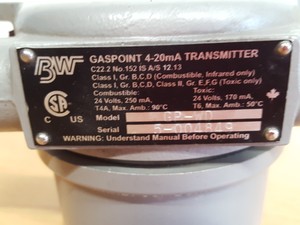 BW
GASPOINT 4-20mA TRANSMITTER
C22.2 No.152 IS A/S 12.13
Class I, Gr. B,C,D (Combustible, Infrared only)
Class I, Gr. B,C,D, Class II, Gr. E,F,G (Toxic only)
Combustible: Toxic:
24 Volts, 250 mA, 24 Volts, 170 mA,
T4A, Max. Amb.: 90°C T6, Max. Amb.: 50°C
C US
Model
Serial
WARNING: Understand Manual Before Operating